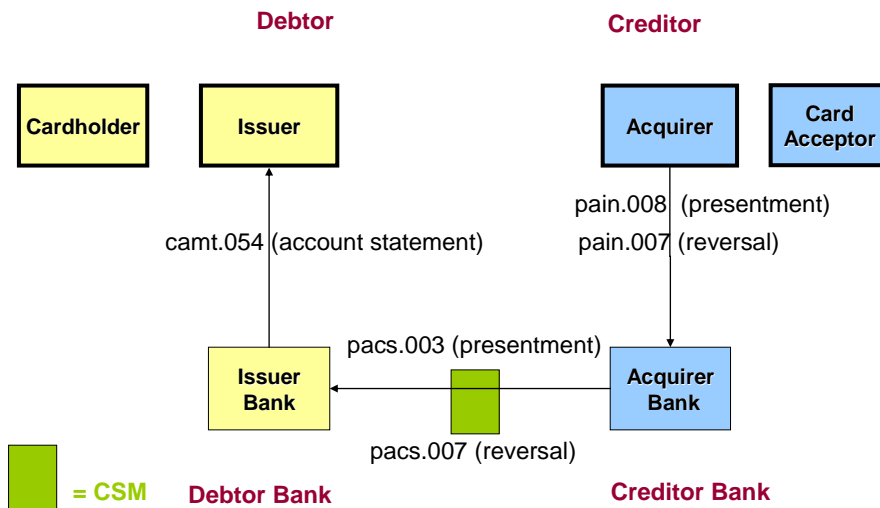 Debtor
Creditor
Cardholder
Issuer
Acquirer
Card
Acceptor
pain.008 (presentment)
camt.054 (account statement)
pain.007 (reversal)
pacs.003 (presentment)
Issuer
Bank
Acquirer
Bank
pacs.007 (reversal)
= CSM
Debtor Bank
Creditor Bank